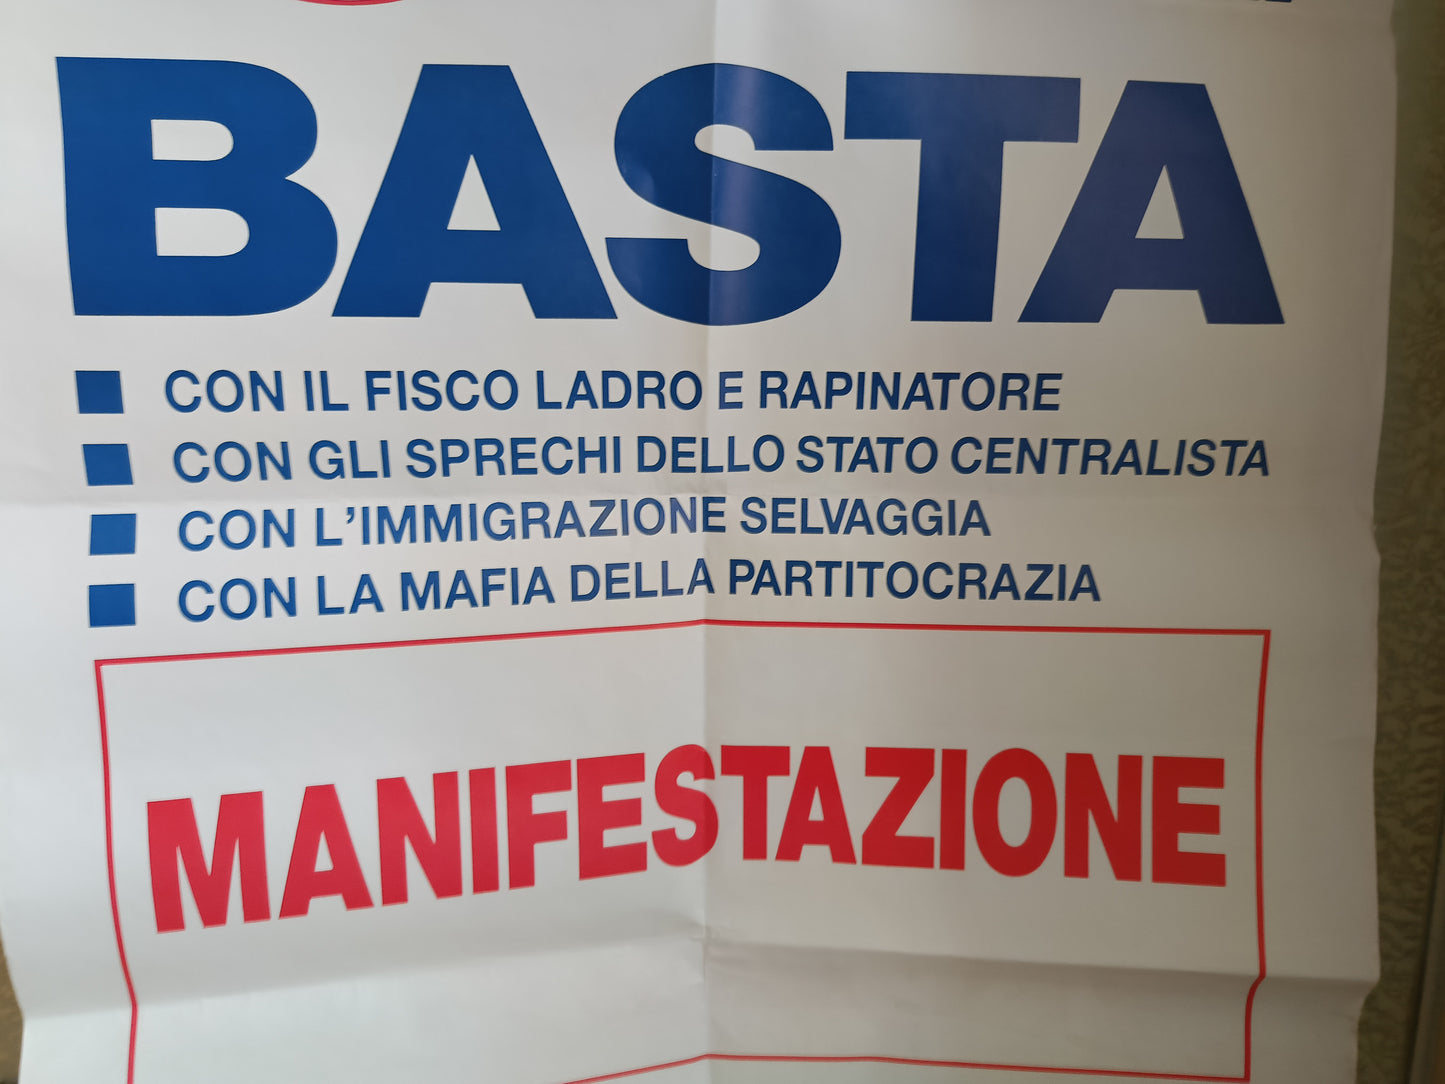 BASTA
CON IL FISCO LADRO E RAPINATORE
CON GLI SPRECHI DELLO STATO CENTRALISTA
CON L'IMMIGRAZIONE SELVAGGIA
CON LA MAFIA DELLA PARTITOCRAZIA
MANIFESTAZIONE